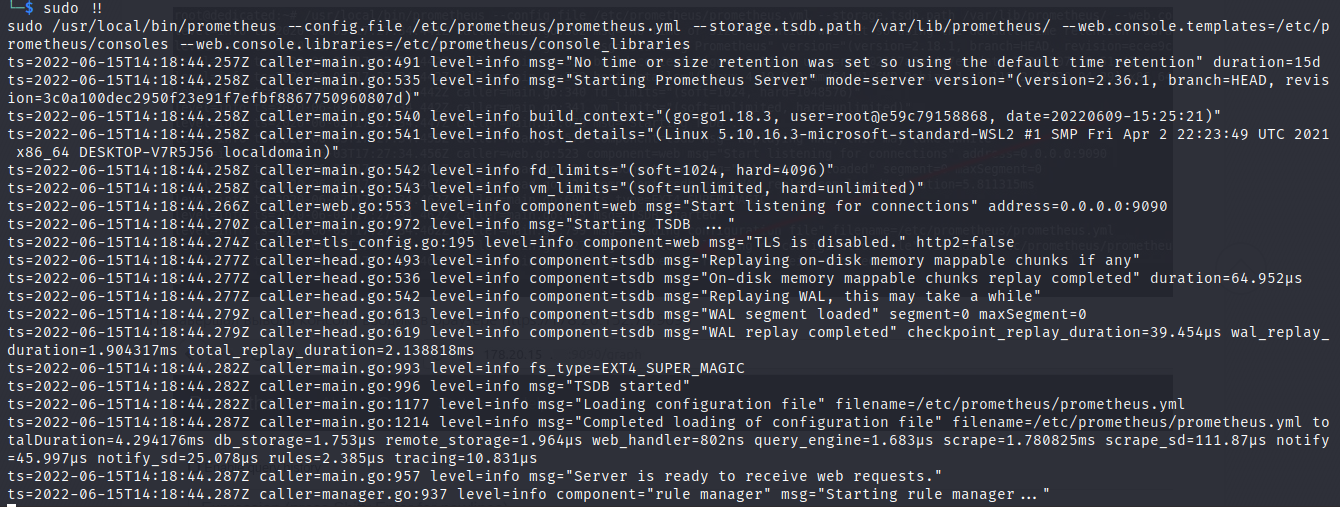 └─$ sudo !!
sudo /usr/local/bin/prometheus --config.file /etc/prometheus/prometheus.yml --storage.tsdb.path /var/lib/prometheus/ --web.console.templates=/etc/p
rometheus/consoles --web.console.libraries=/etc/prometheus/console_libraries
ts=2022-06-15T14:18:44.257Z caller=main.go:491 level=info msg="No time or size retention was set so using the default time retention" duration=15d
ts=2022-06-15T14:18:44.258Z caller=main.go:535 level=info msg="Starting Prometheus Server" mode=server version="(version=2.36.1, branch=HEAD, revis
ion=3c0a100dec2950f23e91f7efbf8867750960807d)"
ts=2022-06-15T14:18:44.258Z caller=main.go:540 level=info build_context="(go=go1.18.3, user=root@e59c79158868, date=20220609-15:25:21)"
ts=2022-06-15T14:18:44.258Z caller=main.go:541 level=info host_details="(Linux 5.10.16.3-microsoft-standard-WSL2 #1 SMP Fri Apr 2 22:23:49 UTC 2021
 x86_64 DESKTOP-V7R5J56 localdomain)"
ts=2022-06-15T14:18:44.258Z caller=main.go:542 level=info fd_limits="(soft=1024, hard=4096)"
ts=2022-06-15T14:18:44.258Z caller=main.go:543 level=info vm_limits="(soft=unlimited, hard=unlimited)"
ts=2022-06-15T14:18:44.266Z caller=web.go:553 level=info component=web msg="Start listening for connections" address=0.0.0.0:9090
ts=2022-06-15T14:18:44.270Z caller=main.go:972 level=info msg="Starting TSDB ..."
ts=2022-06-15T14:18:44.274Z caller=tls_config.go:195 level=info component=web msg="TLS is disabled." http2=false
ts=2022-06-15T14:18:44.277Z caller=head.go:493 level=info component=tsdb msg="Replaying on-disk memory mappable chunks if any"
ts=2022-06-15T14:18:44.277Z caller=head.go:536 level=info component=tsdb msg="On-disk memory mappable chunks replay completed" duration=64.952µs
ts=2022-06-15T14:18:44.277Z caller=head.go:542 level=info component=tsdb msg="Replaying WAL, this may take a while"
ts=2022-06-15T14:18:44.279Z caller=head.go:613 level=info component=tsdb msg="WAL segment loaded" segment=0 maxSegment=0
ts=2022-06-15T14:18:44.279Z caller=head.go:619 level=info component=tsdb msg="WAL replay completed" checkpoint_replay_duration=39.454µs wal_replay_
duration=1.904317ms total_replay_duration=2.138818ms
ts=2022-06-15T14:18:44.282Z caller=main.go:993 level=info fs_type=EXT4_SUPER_MAGIC
ts=2022-06-15T14:18:44.282Z caller=main.go:996 level=info msg="TSDB started"
ts=2022-06-15T14:18:44.282Z caller=main.go:1177 level=info msg="Loading configuration file" filename=/etc/prometheus/prometheus.yml
ts=2022-06-15T14:18:44.287Z caller=main.go:1214 level=info msg="Completed loading of configuration file" filename=/etc/prometheus/prometheus.yml to
talDuration=4.294176ms db_storage=1.753µs remote_storage=1.964µs web_handler=802ns query_engine=1.683µs scrape=1.780825ms scrape_sd=111.87µs notify
=45.997µs notify_sd=25.078µs rules=2.385µs tracing=10.831µs
ts=2022-06-15T14:18:44.287Z caller=main.go:957 level=info msg="Server is ready to receive web requests."
ts=2022-06-15T14:18:44.287Z caller=manager.go:937 level=info component="rule manager" msg="Starting rule manager..."